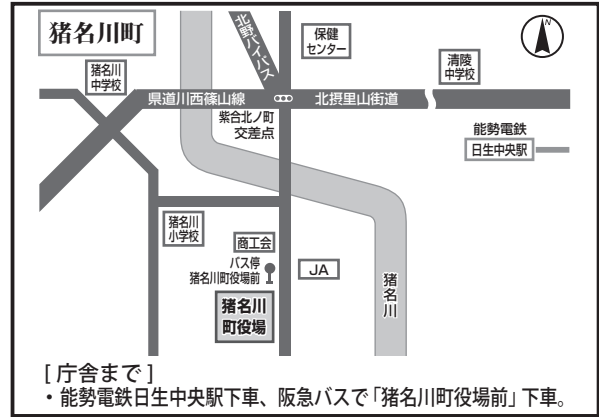 猪名川町
北野バイパス
N
保健
センター
清陵
中学校
猪名川
中学校
県道川西篠山線
北摂里山街道
紫合北ノ町
交差点
能勢電鉄
日生中央駅
猪名川
小学校
商工会
バス停
猪名川町役場前
JA
猪名川
猪名川
町役場
[庁舎まで]
・能勢電鉄日生中央駅下車、阪急バスで「猪名川町役場前」下車。